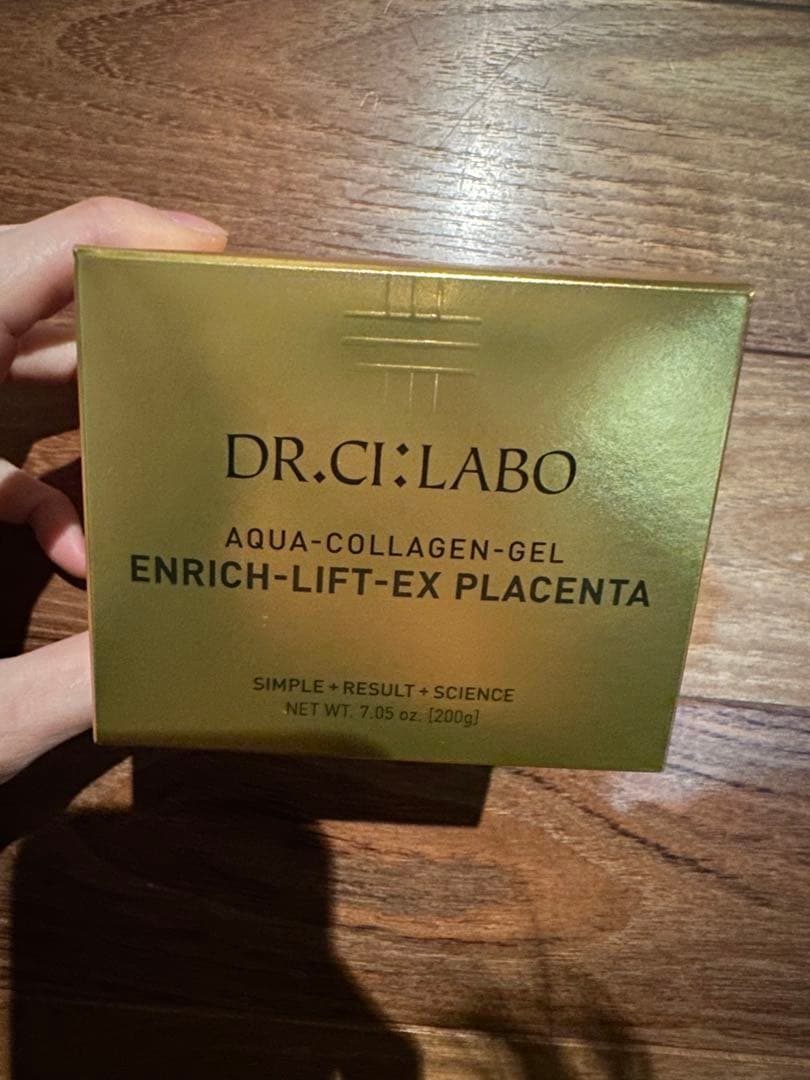 DR.CI:LABO
AQUA-COLLAGEN-GEL
ENRICH-LIFT-EX PLACENTA
SIMPLE+RESULT+SCIENCE
NET WT. 7.05 oz. [200g]